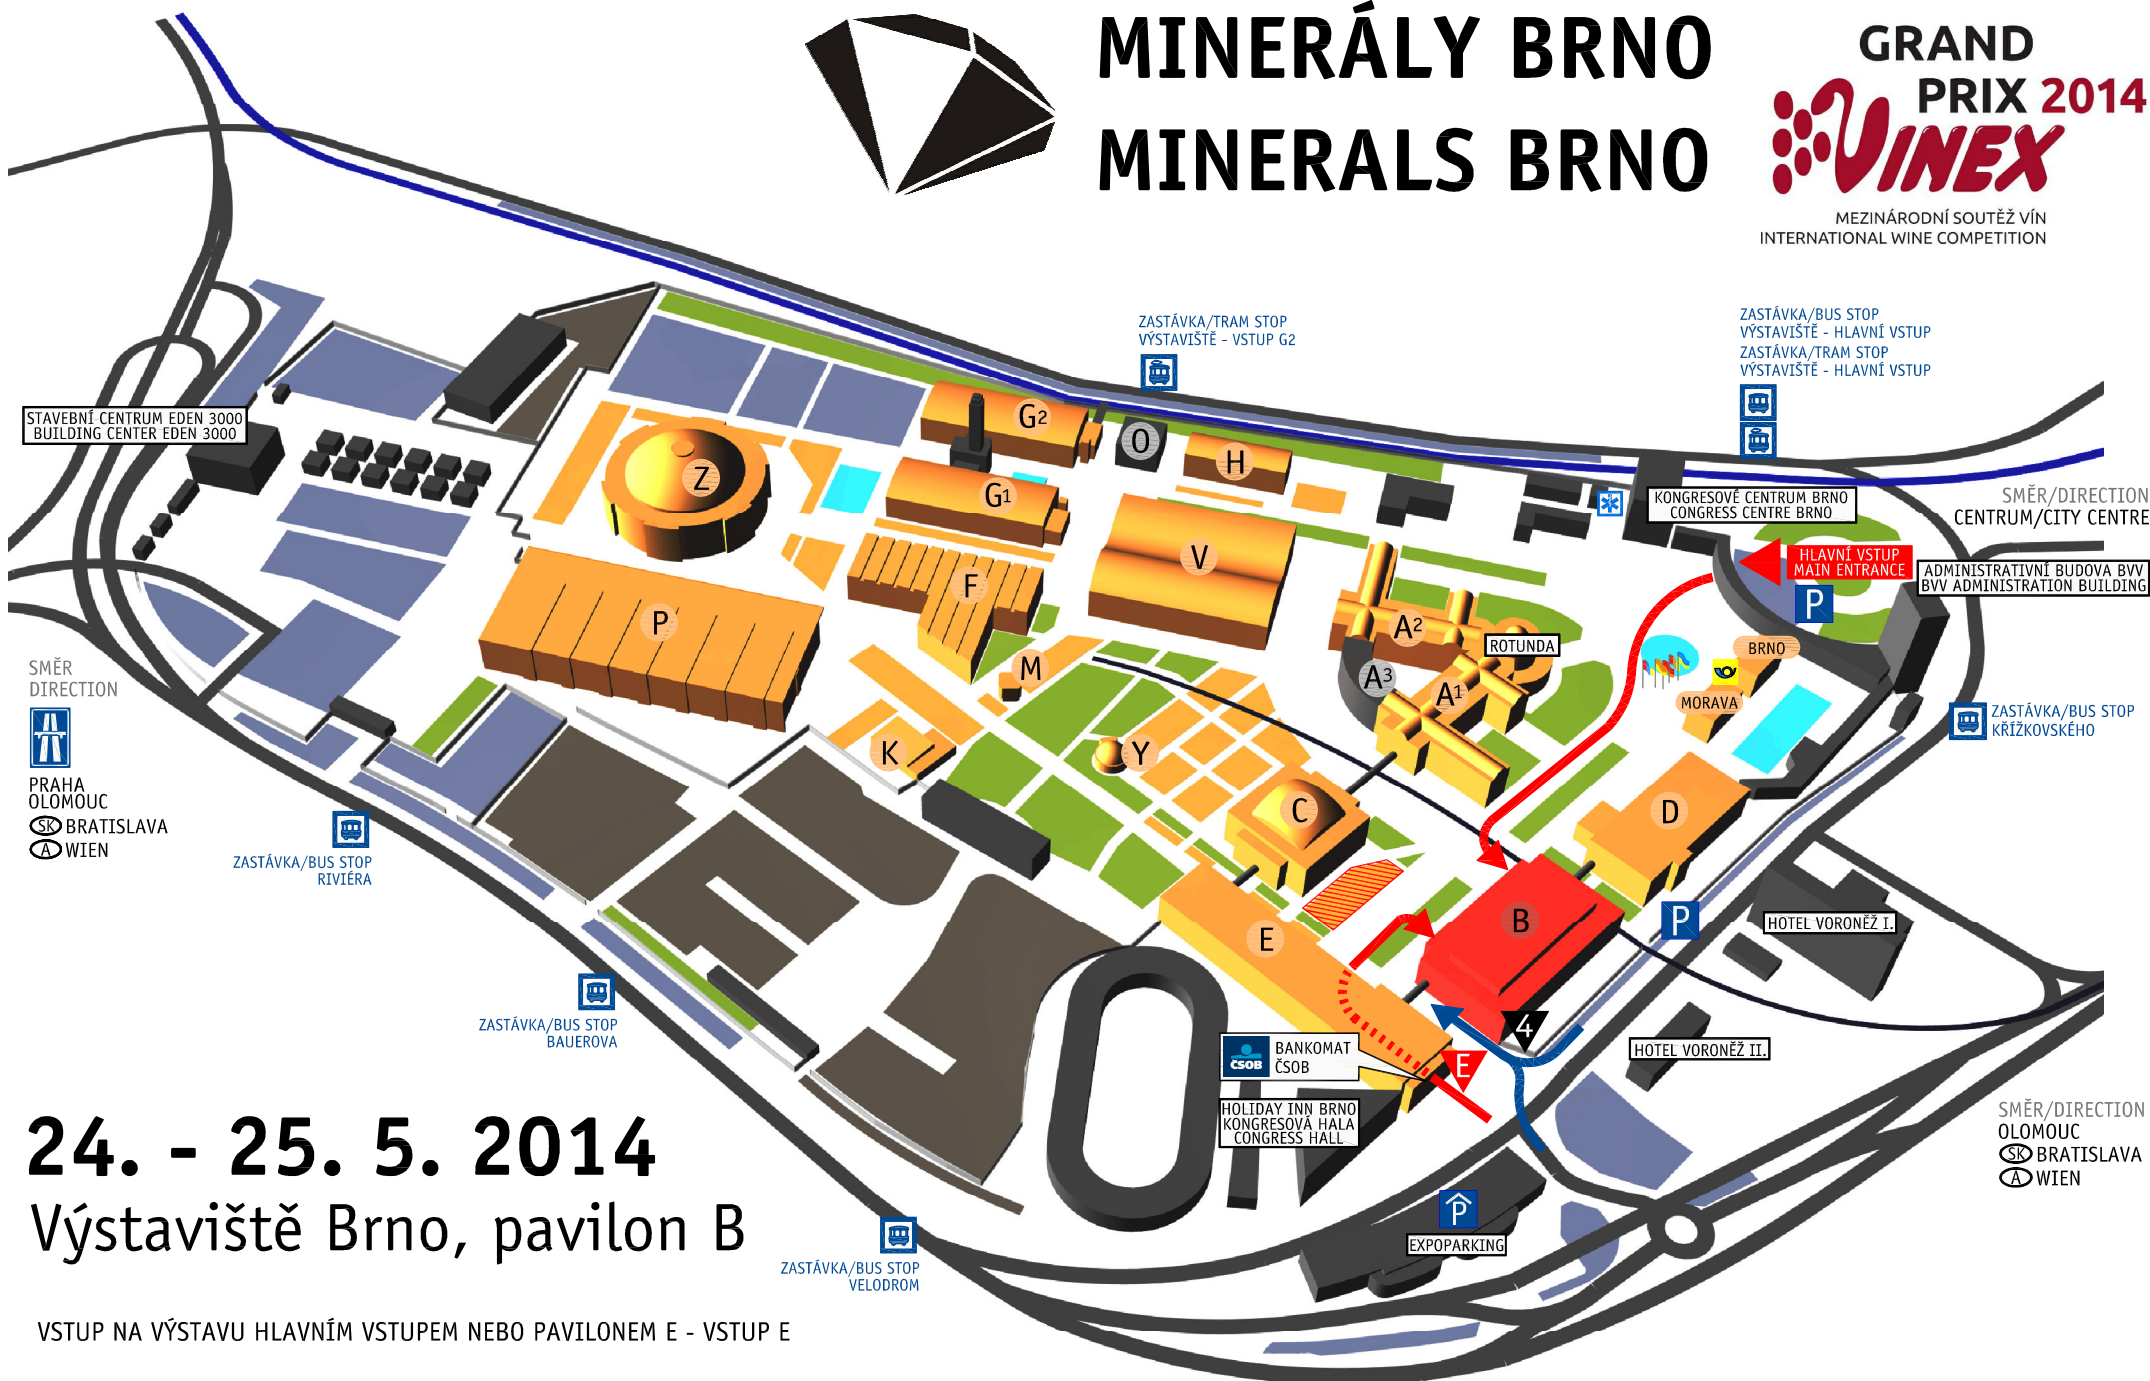 MINERÁLY BRNO
MINERALS BRNO
GRAND
PRIX 2014
VINEX
MEZINÁRODNÍ SOUTĚŽ VÍN
INTERNATIONAL WINE COMPETITION
ZASTÁVKA/TRAM STOP
VÝSTAVIŠTĚ - VSTUP G2
ZASTÁVKA/BUS STOP
VÝSTAVIŠTĚ - HLAVNÍ VSTUP
ZASTÁVKA/TRAM STOP
VÝSTAVIŠTĚ - HLAVNÍ VSTUP
STAVEBNÍ CENTRUM EDEN 3000
BUILDING CENTER EDEN 3000
G2
O
H
Z
G1
KONGRESOVÉ CENTRUM BRNO
CONGRESS CENTRE BRNO
SMĚR/DIRECTION
CENTRUM/CITY CENTRE
HLAVNÍ VSTUP
MAIN ENTRANCE
ADMINISTRATIVNÍ BUDOVA BVV
BVV ADMINISTRATION BUILDING
P
V
F
P
A2
ROTUNDA
BRNO
M
A3
A1
MORAVA
SMĚR
DIRECTION
PRAHA
OLOMOUC
SK BRATISLAVA
A WIEN
ZASTÁVKA/BUS STOP
KŘÍŽKOVSKÉHO
K
Y
C
D
ZASTÁVKA/BUS STOP
RIVIÉRA
B
P
HOTEL VORONĚŽ I.
E
ZASTÁVKA/BUS STOP
BAUEROVA
4
BANKOMAT
ČSOB
ČSOB
E
HOTEL VORONĚŽ II.
HOLIDAY INN BRNO
KONGRESOVÁ HALA
CONGRESS HALL
SMĚR/DIRECTION
OLOMOUC
SK BRATISLAVA
A WIEN
24. - 25. 5. 2014
Výstaviště Brno, pavilon B
P
EXPOPARKING
ZASTÁVKA/BUS STOP
VELODROM
VSTUP NA VÝSTAVU HLAVNÍM VSTUPEM NEBO PAVILONEM E - VSTUP E